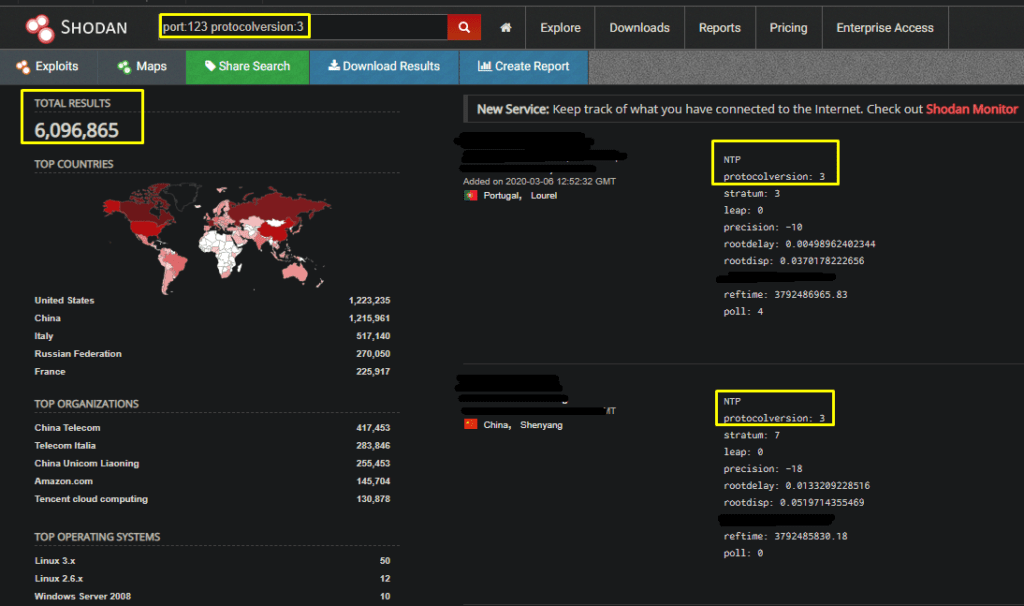 SHODAN
port:123 protocolversion:3
Explore
Downloads
Reports
Pricing
Enterprise Access
Exploits
Maps
Share Search
Download Results
Create Report
TOTAL RESULTS
6,096,865
TOP COUNTRIES
United States 1,223,235
China 1,215,961
Italy 517,140
Russian Federation 270,050
France 225,917
TOP ORGANIZATIONS
China Telecom 417,453
Telecom Italia 283,846
China Unicom Liaoning 255,453
Amazon.com 145,704
Tencent cloud computing 130,878
TOP OPERATING SYSTEMS
Linux 3.x 50
Linux 2.6.x 12
Windows Server 2008 10
New Service: Keep track of what you have connected to the Internet. Check out Shodan Monitor
Added on 2020-03-06 12:52:32 GMT
Portugal, Lourel
NTP
protocolversion: 3
stratum: 3
leap: 0
precision: -10
rootdelay: 0.00498962402344
rootdisp: 0.0370178222656
reftime: 3792486965.83
poll: 4
China, Shenyang
NTP
protocolversion: 3
stratum: 7
leap: 0
precision: -18
rootdelay: 0.0133209228516
rootdisp: 0.0519714355469
reftime: 3792485830.18
poll: 0